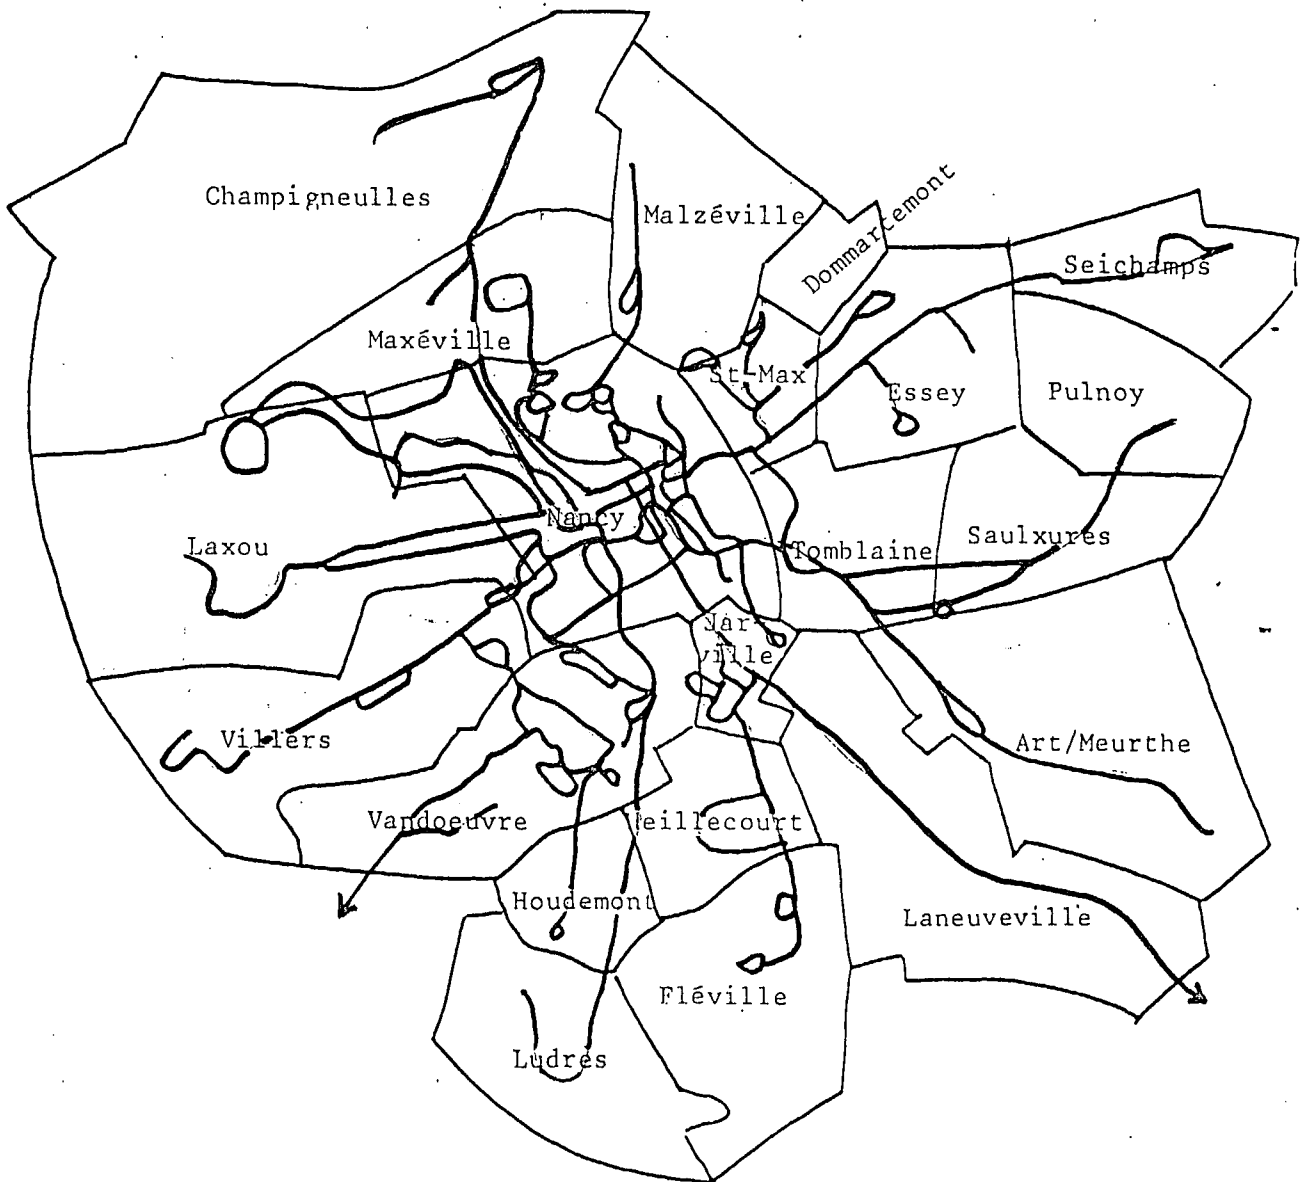 Champigneulles
Malzéville
Dommartemont
Seichamps
Maxéville
St-Max
Essey
Pulnoy
Nancy
Laxou
Tomblaine
Saulxures
Jar-
ville
Villers
Art/Meurthe
Vandoeuvre
Heillecourt
Houdemont
Laneuveville
Fléville
Ludres